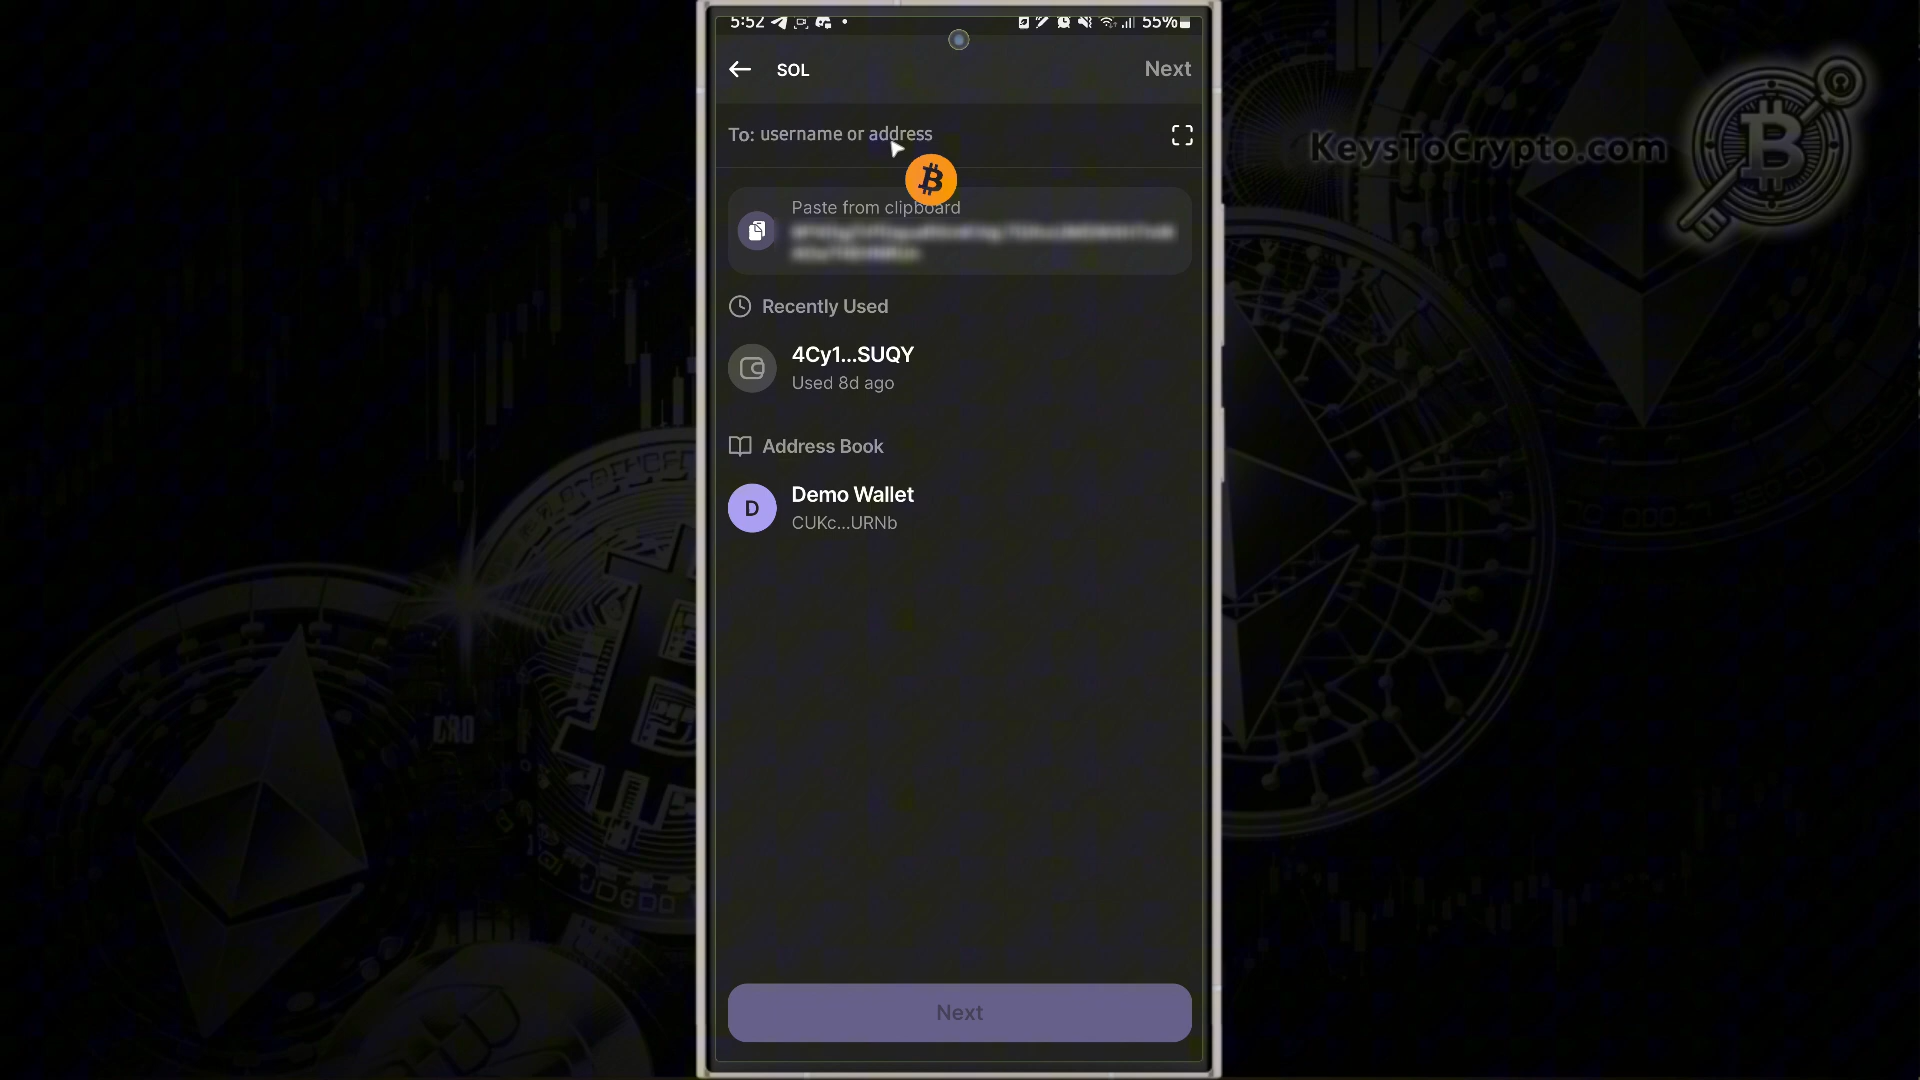 5:52
55%
SOL
Next
To: username or address
KeysToCrypto.com
Paste from clipboard
Recently Used
4Cy1...SUQY
Used 8d ago
Address Book
D
Demo Wallet
CUKc...URNb
Next